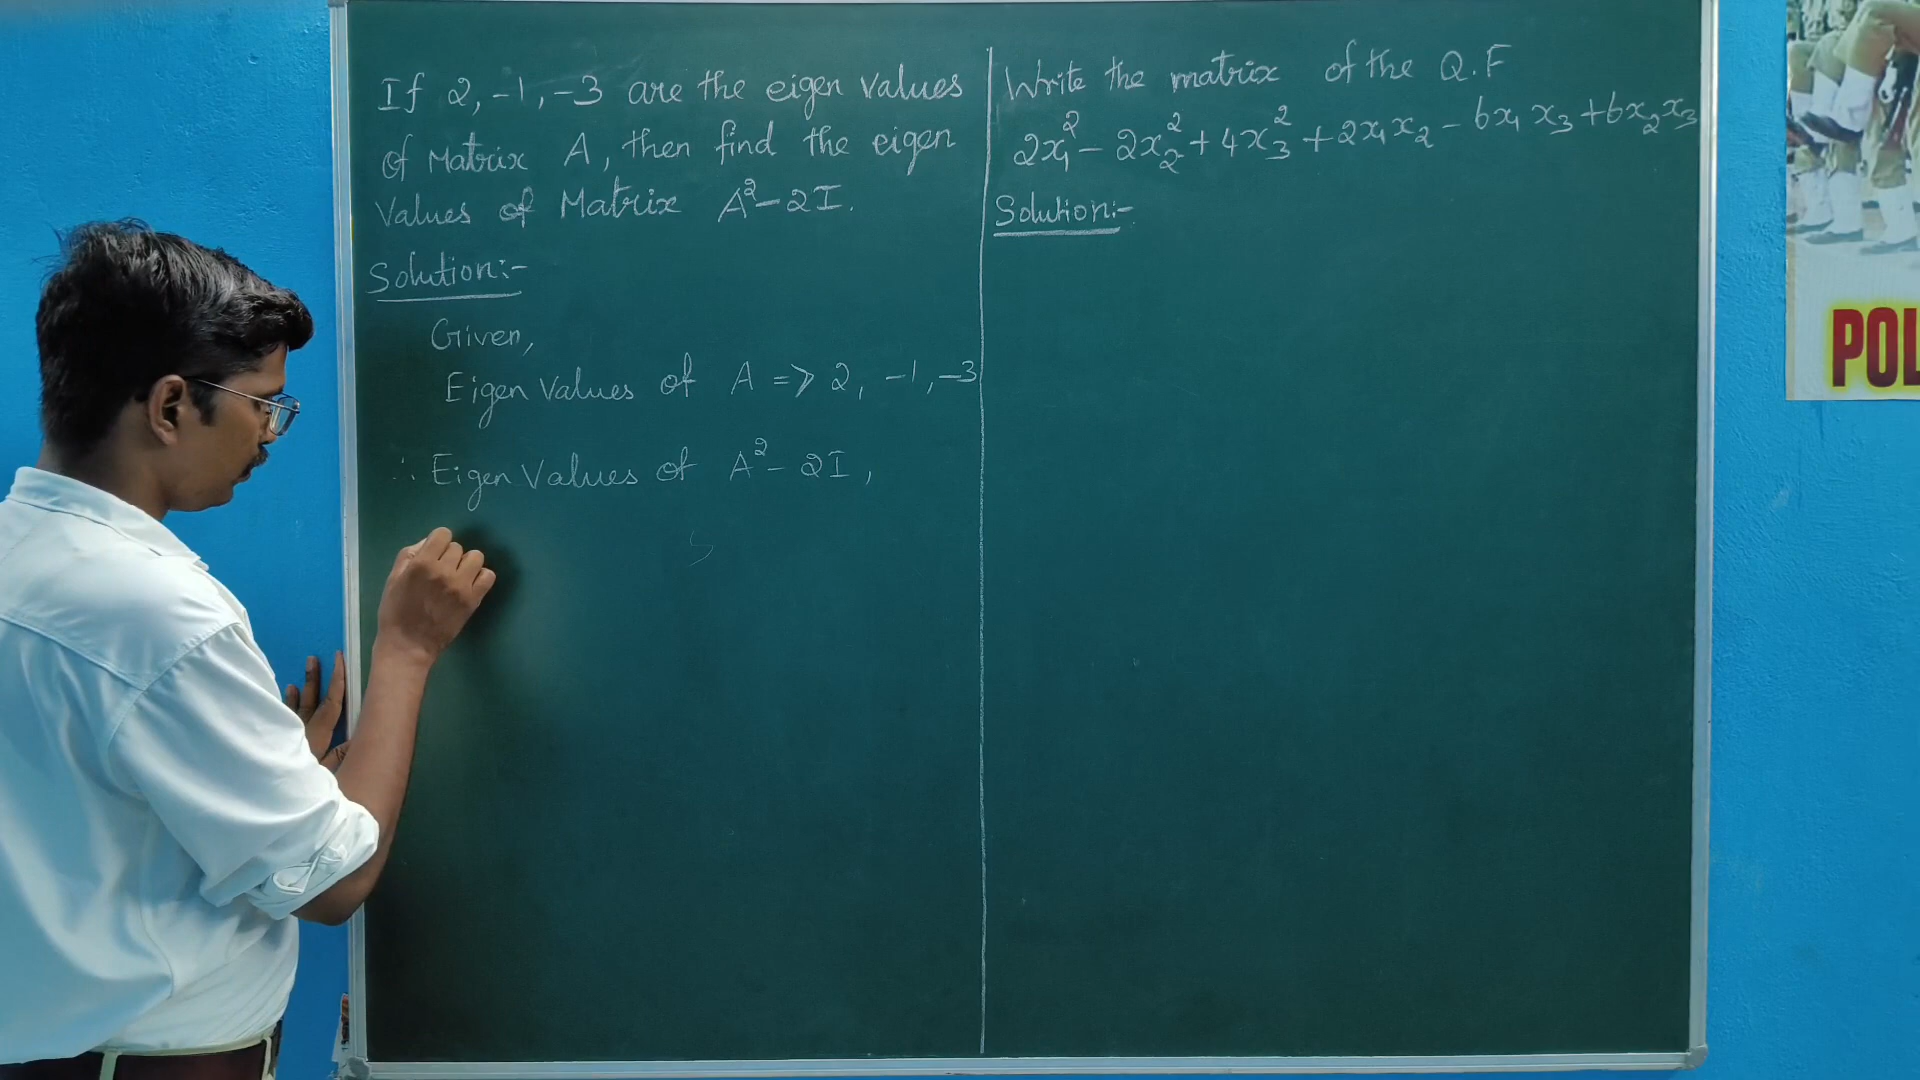 If 2, -1, -3 are the eigen values
of Matrix A, then find the eigen
Values of Matrix A²-2I.
Solution:-
Given,
Eigen Values of A => 2, -1, -3
∴ Eigen Values of A² - 2I,
Write the matrix of the Q.F
2x₁² - 2x₂² + 4x₃² + 2x₁x₂ - 6x₁x₃ + 6x₂x₃
Solution:-
POL